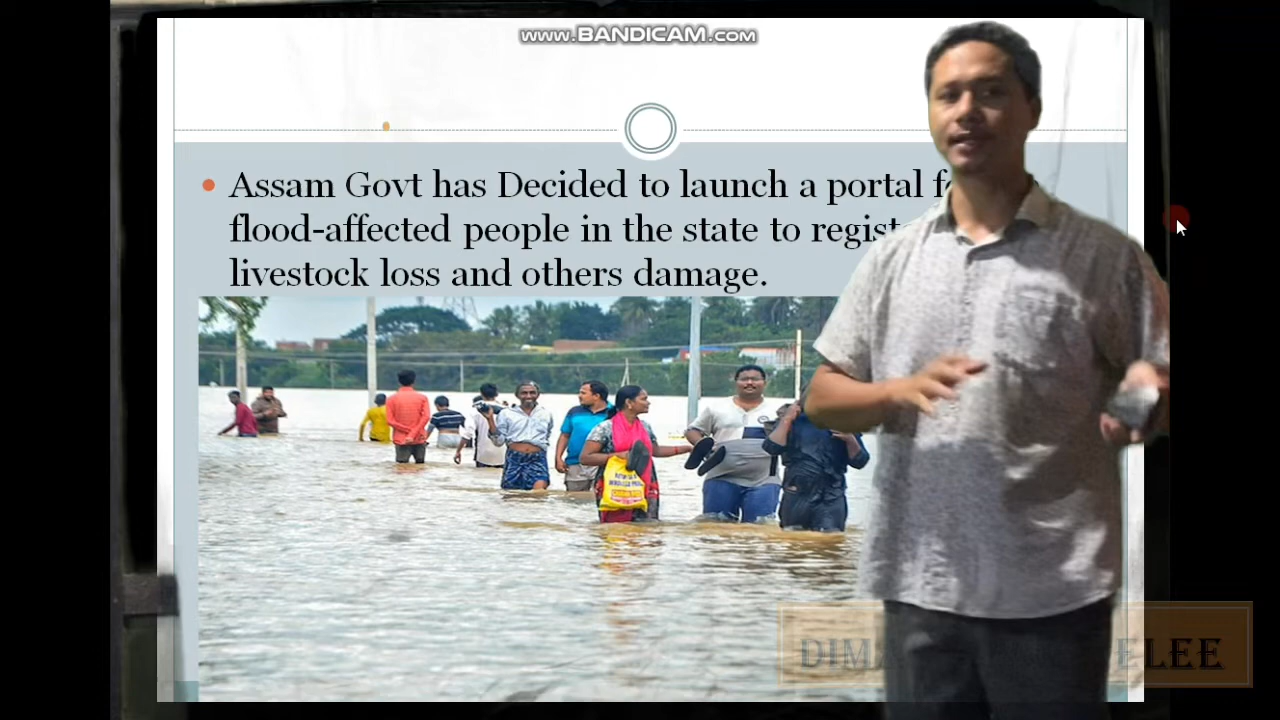 www.BANDICAM.com
Assam Govt has Decided to launch a portal
flood-affected people in the state to
livestock loss and others damage.